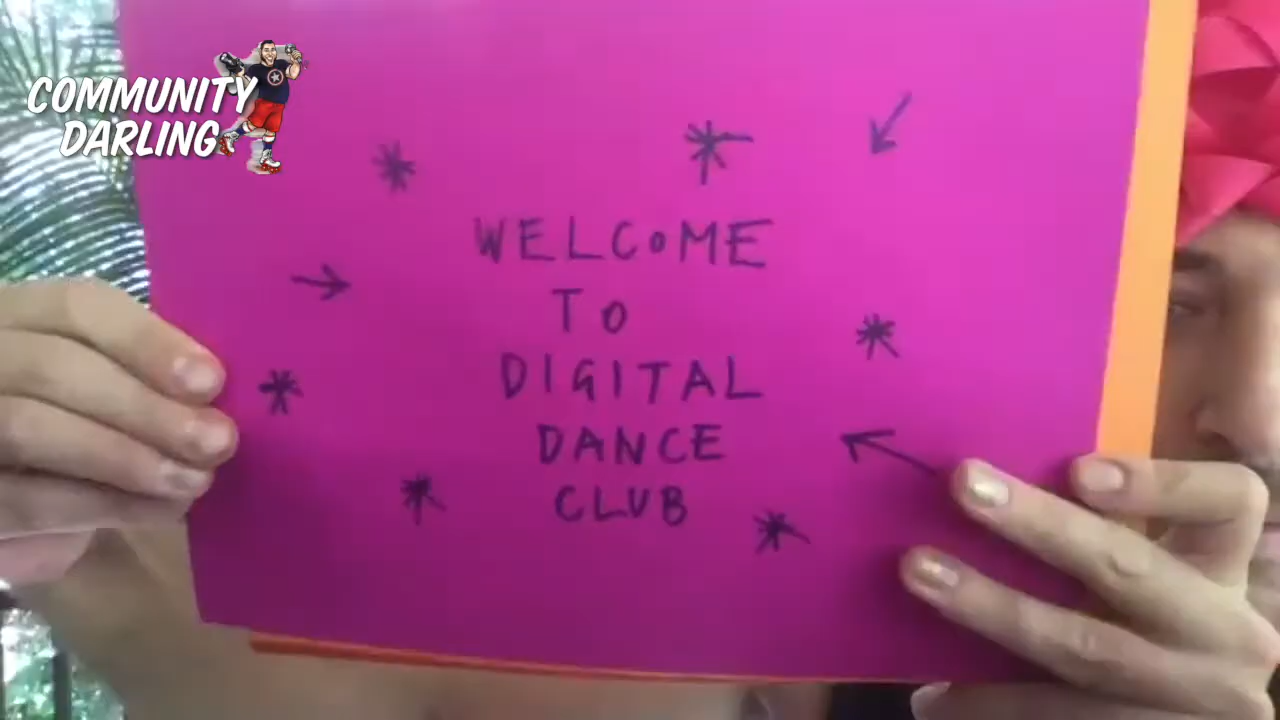 COMMUNITY
DARLING
WELCOME
TO
DIGITAL
DANCE
CLUB